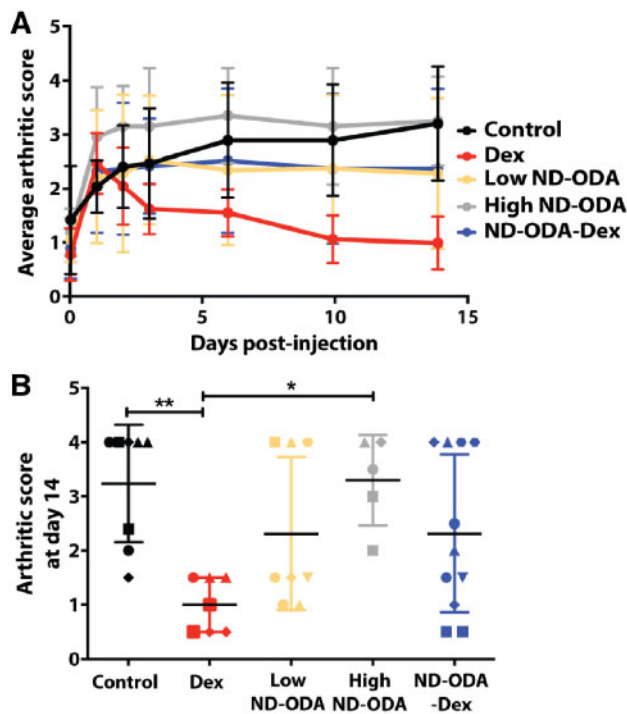 A
Average arthritic score
5
4
3
2
1
0
0
5
10
15
Days post-injection
Control
Dex
Low ND-ODA
High ND-ODA
ND-ODA-Dex
B
Arthritic score
at day 14
5
4
3
2
1
0
**
*
Control
Dex
Low
ND-ODA
High
ND-ODA
ND-ODA
-Dex